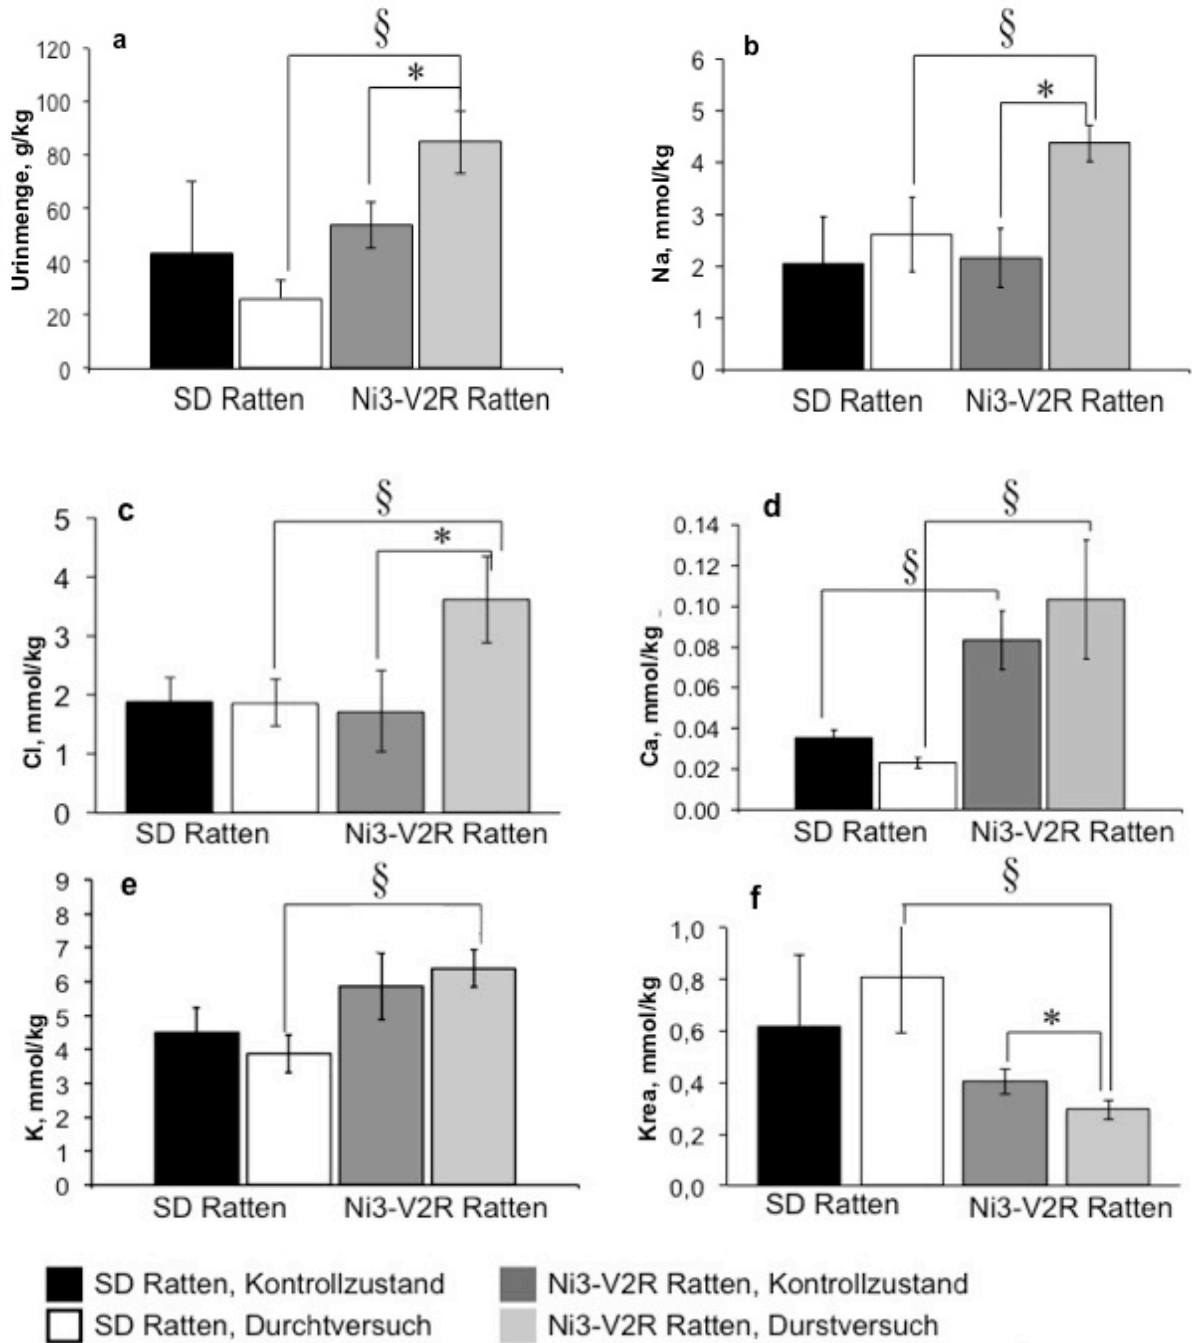 a
§
*
120
100
80
60
40
20
0
Urinmenge, g/kg
SD Ratten Ni3-V2R Ratten
b
§
*
6
5
4
3
2
1
0
Na, mmol/kg
SD Ratten Ni3-V2R Ratten
c
§
*
5
4
3
2
1
0
Cl, mmol/kg
SD Ratten Ni3-V2R Ratten
d
§
§
0.14
0.12
0.10
0.08
0.06
0.04
0.02
0.00
Ca, mmol/kg
SD Ratten Ni3-V2R Ratten
e
§
9
8
7
6
5
4
3
2
1
0
K, mmol/kg
SD Ratten Ni3-V2R Ratten
f
§
*
1,0
0,8
0,6
0,4
0,2
0,0
Krea, mmol/kg
SD Ratten Ni3-V2R Ratten
SD Ratten, Kontrollzustand
Ni3-V2R Ratten, Kontrollzustand
SD Ratten, Durchtversuch
Ni3-V2R Ratten, Durstversuch